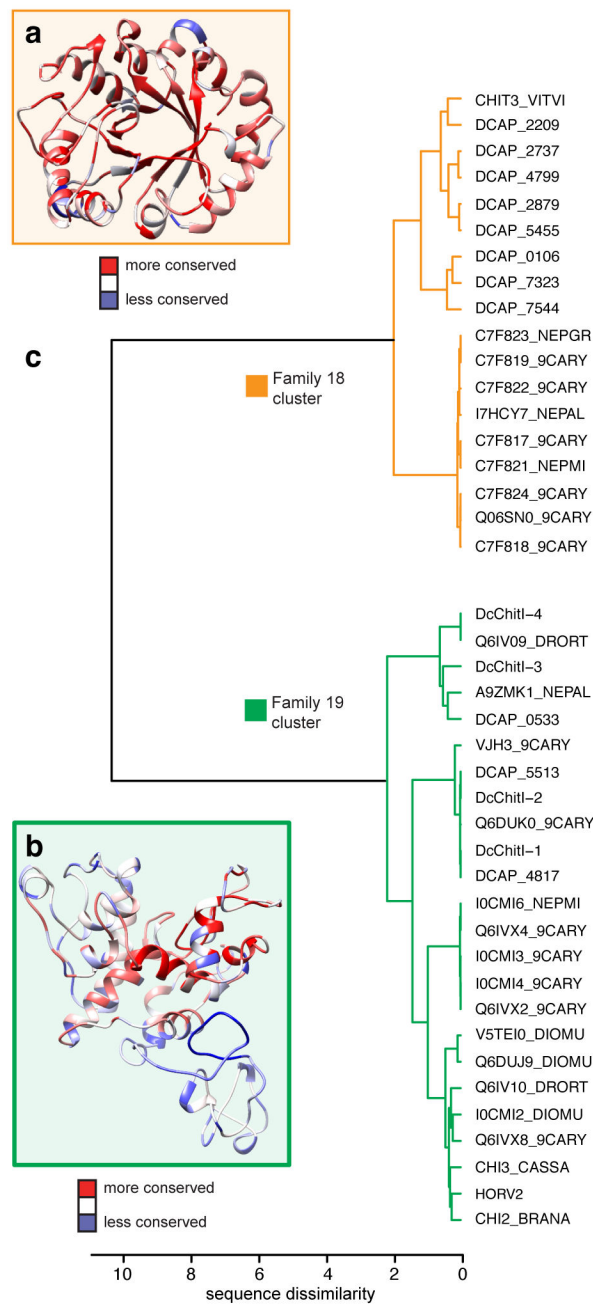 a
more conserved
less conserved
c
Family 18
cluster
CHIT3_VITVI
DCAP_2209
DCAP_2737
DCAP_4799
DCAP_2879
DCAP_5455
DCAP_0106
DCAP_7323
DCAP_7544
C7F823_NEPGR
C7F819_9CARY
C7F822_9CARY
I7HCY7_NEPAL
C7F817_9CARY
C7F821_NEPMI
C7F824_9CARY
Q06SN0_9CARY
C7F818_9CARY
Family 19
cluster
DcChitI−4
Q6IV09_DRORT
DcChitI−3
A9ZMK1_NEPAL
DCAP_0533
VJH3_9CARY
DCAP_5513
DcChitI−2
Q6DUK0_9CARY
DcChitI−1
DCAP_4817
I0CMI6_NEPMI
Q6IVX4_9CARY
I0CMI3_9CARY
I0CMI4_9CARY
Q6IVX2_9CARY
V5TEI0_DIOMU
Q6DUJ9_DIOMU
Q6IV10_DRORT
I0CMI2_DIOMU
Q6IVX8_9CARY
CHI3_CASSA
HORV2
CHI2_BRANA
b
more conserved
less conserved
10 8 6 4 2 0
sequence dissimilarity